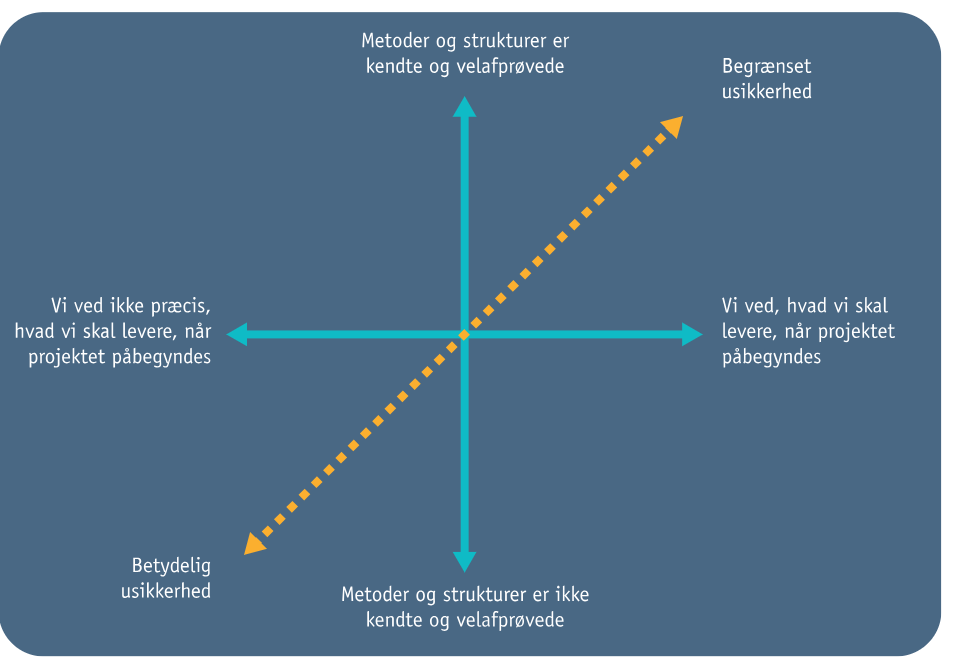 Metoder og strukturer er
kendte og velafprøvede
Begrænset
usikkerhed
Vi ved ikke præcis,
hvad vi skal levere, når
projektet påbegyndes
Vi ved, hvad vi skal
levere, når projektet
påbegyndes
Betydelig
usikkerhed
Metoder og strukturer er ikke
kendte og velafprøvede